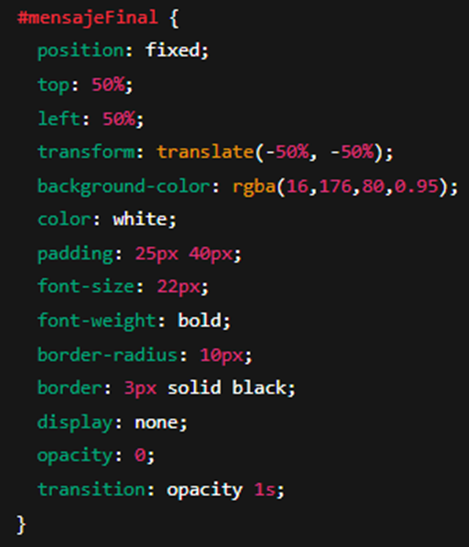 #mensajeFinal {
position: fixed;
top: 50%;
left: 50%;
transform: translate(-50%, -50%);
background-color: rgba(16,176,80,0.95);
color: white;
padding: 25px 40px;
font-size: 22px;
font-weight: bold;
border-radius: 10px;
border: 3px solid black;
display: none;
opacity: 0;
transition: opacity 1s;
}